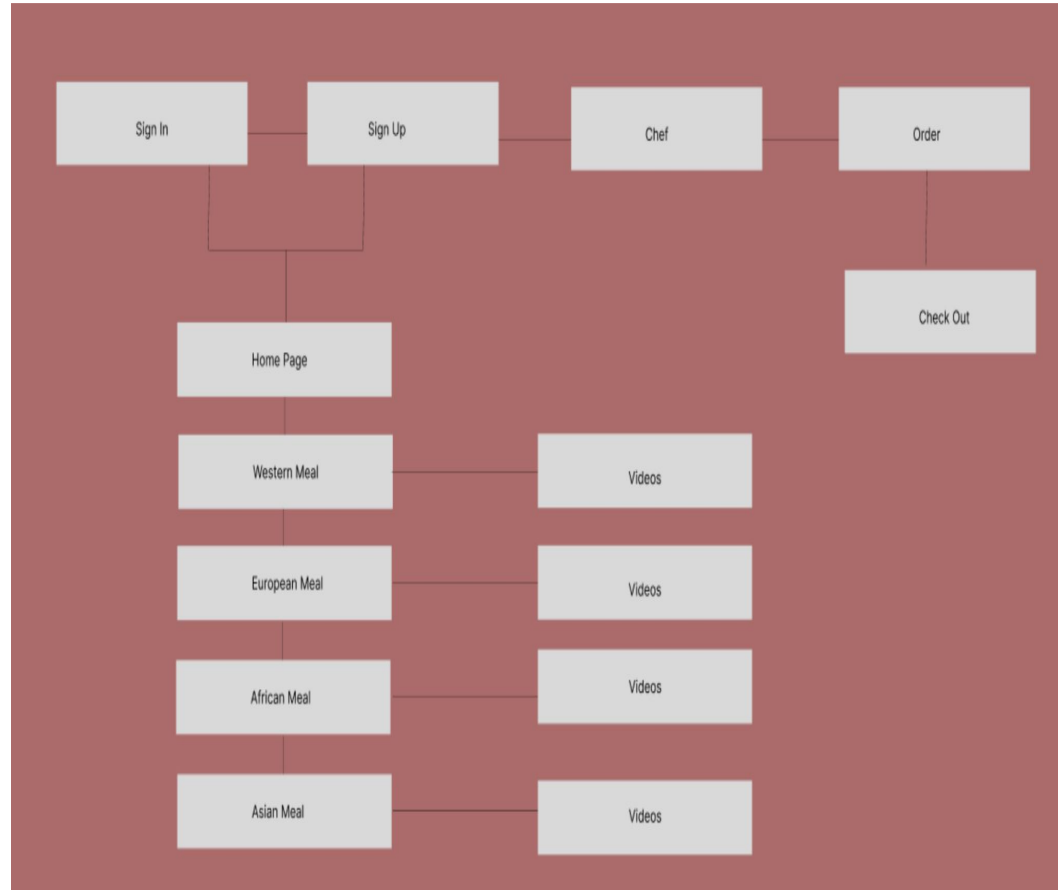 Sign In
Sign Up
Chef
Order
Check Out
Home Page
Western Meal
Videos
European Meal
Videos
African Meal
Videos
Asian Meal
Videos